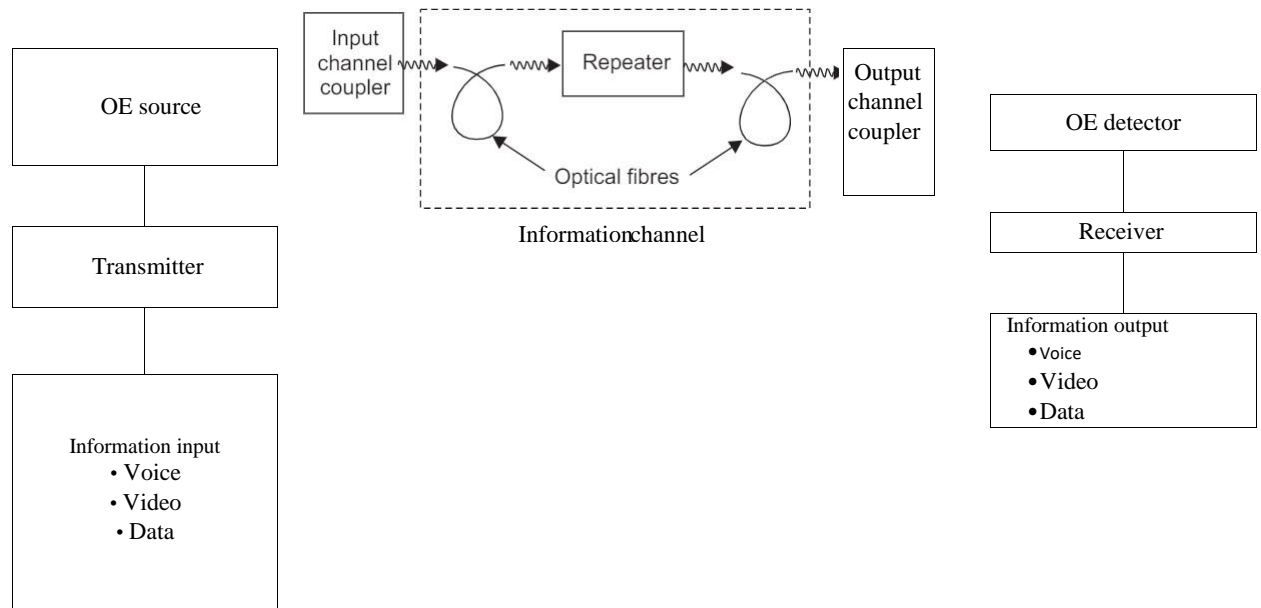 OE source
Transmitter
Information input
• Voice
• Video
• Data
Input
channel
coupler
Repeater
Optical fibres
Informationchannel
Output
channel
coupler
OE detector
Receiver
Information output
•Voice
•Video
•Data